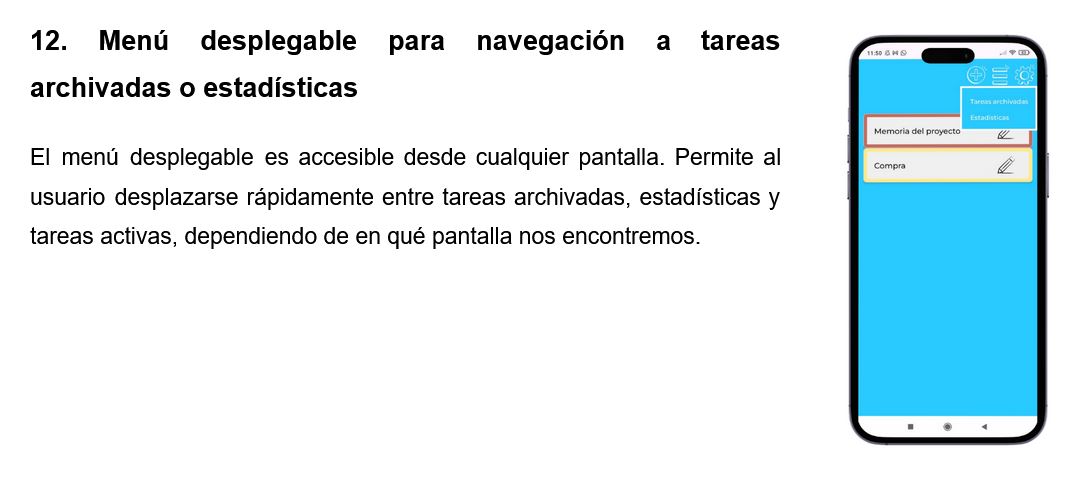 12. Menú desplegable para navegación a tareas
archivadas o estadísticas
El menú desplegable es accesible desde cualquier pantalla. Permite al
usuario desplazarse rápidamente entre tareas archivadas, estadísticas y
tareas activas, dependiendo de en qué pantalla nos encontremos.
11:50
Tareas archivadas
Estadísticas
Memoria del proyecto
Compra